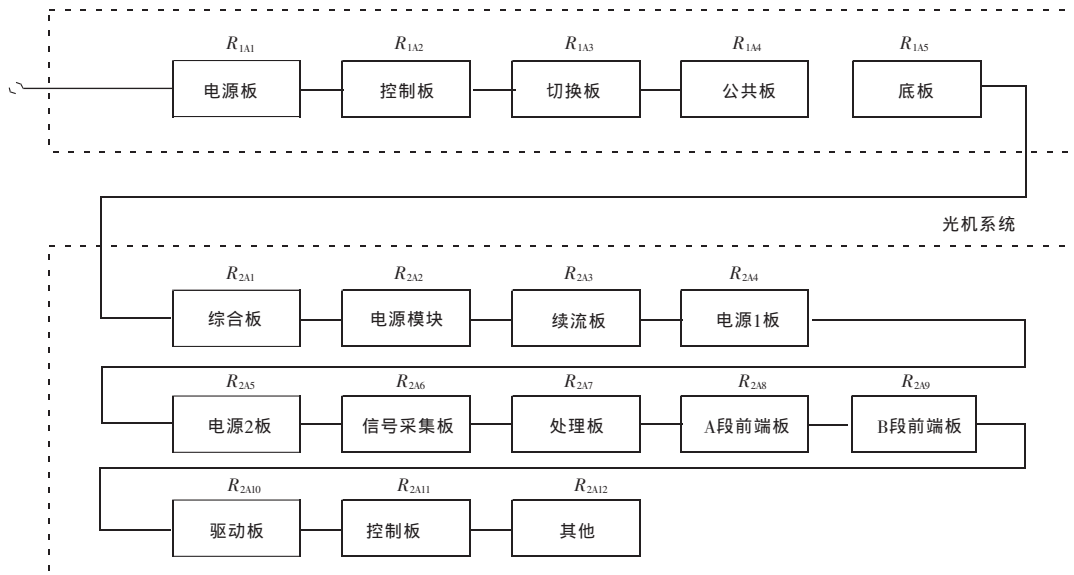 R1A1 R1A2 R1A3 R1A4 R1A5
电源板 控制板 切换板 公共板 底板
光机系统
R2A1 R2A2 R2A3 R2A4
综合板 电源模块 续流板 电源1板
R2A5 R2A6 R2A7 R2A8 R2A9
电源2板 信号采集板 处理板 A段前端板 B段前端板
R2A10 R2A11 R2A12
驱动板 控制板 其他